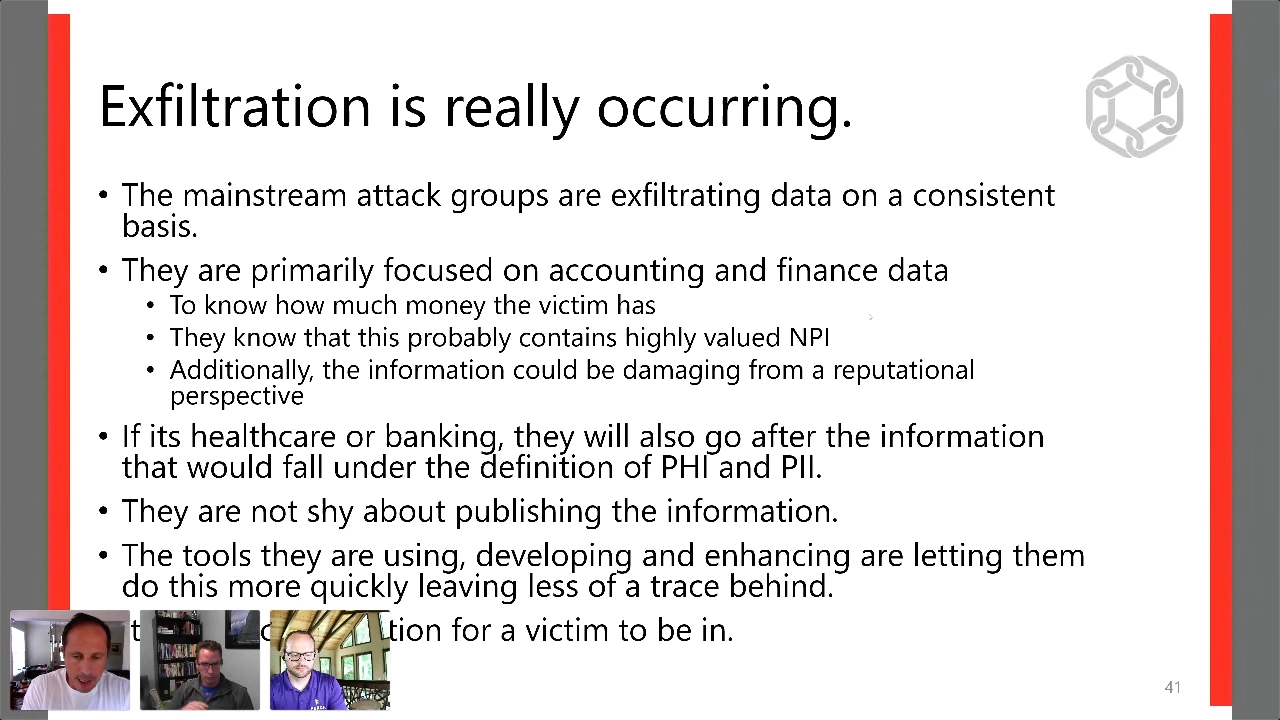 Exfiltration is really occurring.
• The mainstream attack groups are exfiltrating data on a consistent
basis.
• They are primarily focused on accounting and finance data
• To know how much money the victim has
• They know that this probably contains highly valued NPI
• Additionally, the information could be damaging from a reputational
perspective
• If its healthcare or banking, they will also go after the information
that would fall under the definition of PHI and PII.
• They are not shy about publishing the information.
• The tools they are using, developing and enhancing are letting them
do this more quickly leaving less of a trace behind.
for a victim to be in.
41